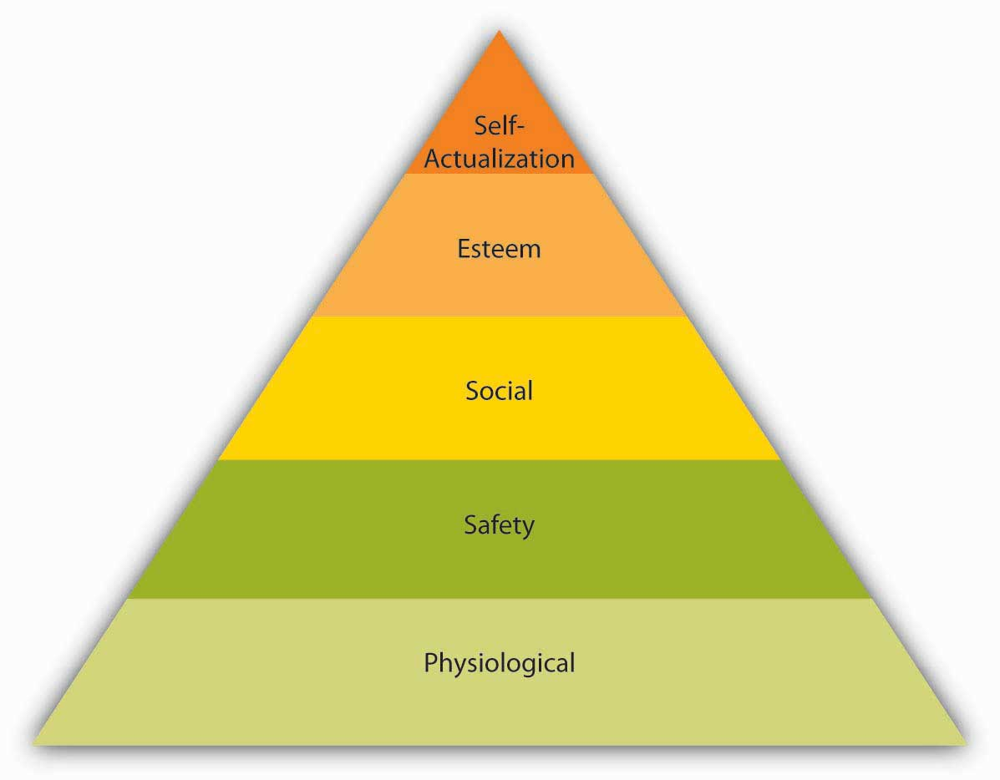 Self-
Actualization
Esteem
Social
Safety
Physiological